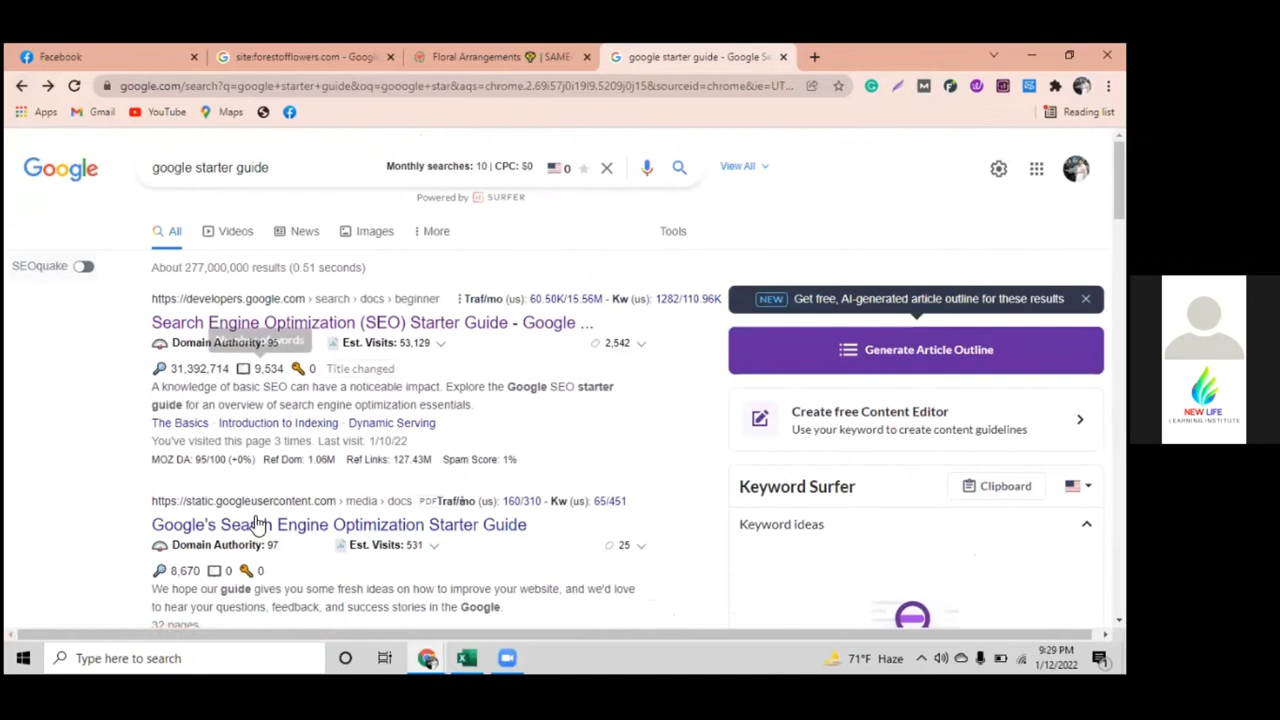 Facebook
site:forestofflowers.com - Google
Floral Arrangements | SAME-
google starter guide - Google Se
google.com/search?q=google+starter+guide&oq=gooogle+star&aqs=chrome.2.69i57j0i19l9.5209j0j15&sourceid=chrome&ie=UT...
Apps Gmail YouTube Maps Reading list
Google
google starter guide
Monthly searches: 10 | CPC: $0
0
View All
Powered by SURFER
All Videos News Images More Tools
SEOquake
About 277,000,000 results (0.51 seconds)
https://developers.google.com › search › docs › beginner
Traf/mo (us): 60.50K/15.56M - Kw (us): 1282/110.96K
Search Engine Optimization (SEO) Starter Guide - Google ...
Domain Authority: 95 Est. Visits: 53,129 2,542
31,392,714 9,534 0 Title changed
A knowledge of basic SEO can have a noticeable impact. Explore the Google SEO starter
guide for an overview of search engine optimization essentials.
The Basics · Introduction to Indexing · Dynamic Serving
You've visited this page 3 times. Last visit: 1/10/22
MOZ DA: 95/100 (+0%) Ref Dom: 1.06M Ref Links: 127.43M Spam Score: 1%
https://static.googleusercontent.com › media › docs PDF
Traf/mo (us): 160/310 - Kw (us): 65/451
Google's Search Engine Optimization Starter Guide
Domain Authority: 97 Est. Visits: 531 25
8,670 0 0
We hope our guide gives you some fresh ideas on how to improve your website, and we'd love
to hear your questions, feedback, and success stories in the Google.
32 pages
NEW Get free, AI-generated article outline for these results
Generate Article Outline
Create free Content Editor
Use your keyword to create content guidelines
Keyword Surfer
Clipboard
Keyword ideas
NEW LIFE
LEARNING INSTITUTE
Type here to search
71°F Haze
9:29 PM
1/12/2022
1